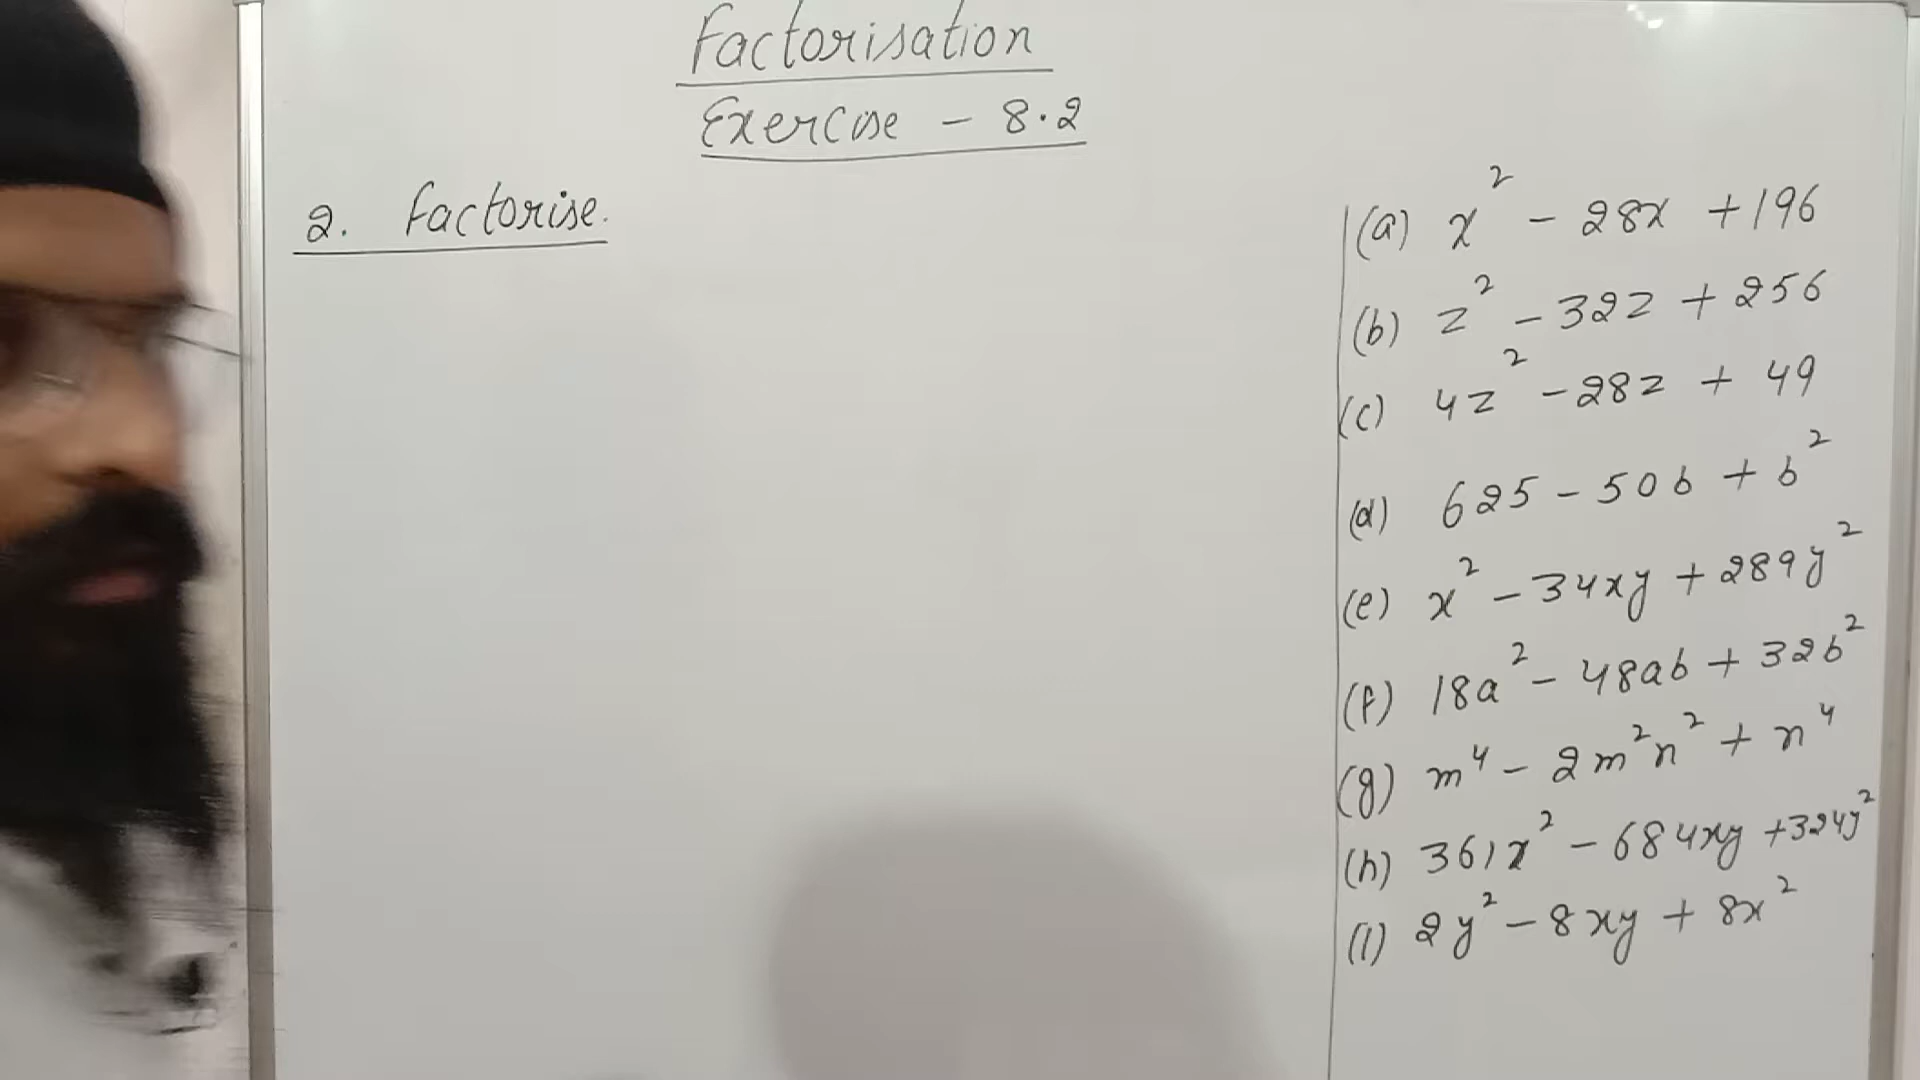 Factorisation
Exercise - 8.2
2. Factorise.
(a) x² - 28x + 196
(b) z² - 32z + 256
(c) 4z² - 28z + 49
(d) 625 - 50b + b²
(e) x² - 34xy + 289y²
(f) 18a² - 48ab + 32b²
(g) m⁴ - 2m²n² + n⁴
(h) 361x² - 684xy + 324y²
(i) 2y² - 8xy + 8x²